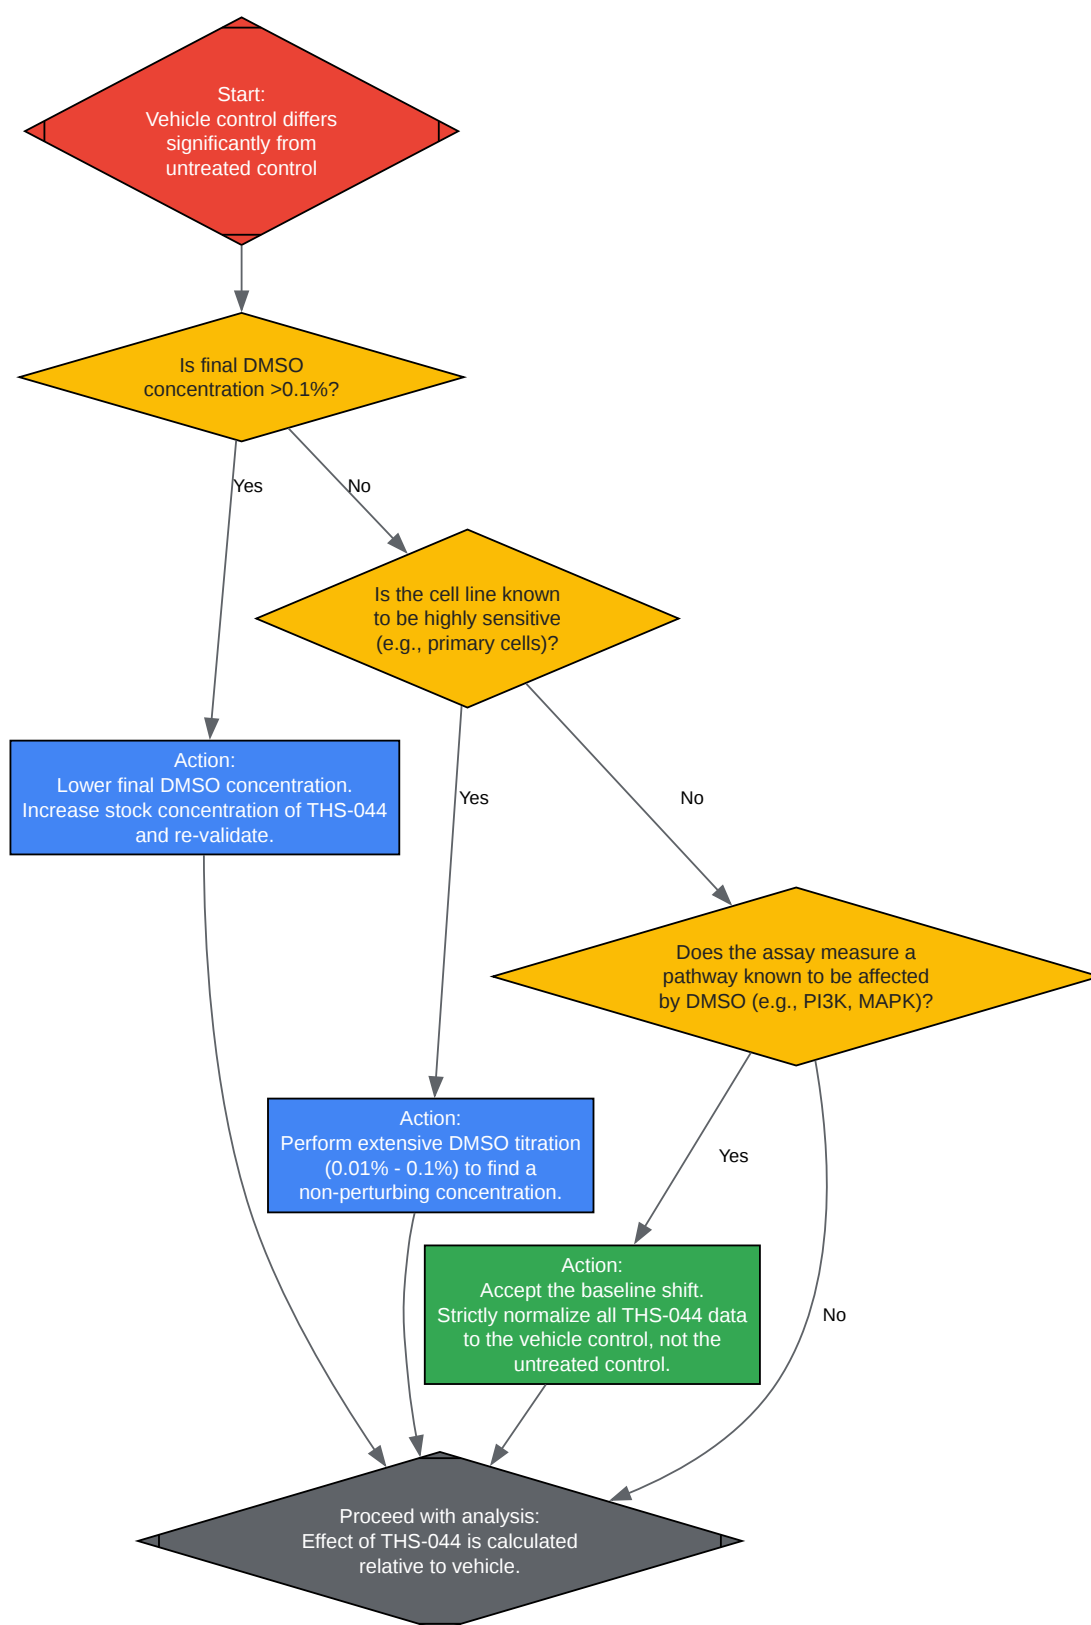 Start:
Vehicle control differs
significantly from
untreated control
Is final DMSO
concentration >0.1%?
Yes
No
Is the cell line known
to be highly sensitive
(e.g., primary cells)?
Action:
Lower final DMSO concentration.
Increase stock concentration of THS-044
and re-validate.
Yes
No
Does the assay measure a
pathway known to be affected
by DMSO (e.g., PI3K, MAPK)?
Action:
Perform extensive DMSO titration
(0.01% - 0.1%) to find a
non-perturbing concentration.
Yes
Action:
Accept the baseline shift.
Strictly normalize all THS-044 data
to the vehicle control, not the
untreated control.
No
Proceed with analysis:
Effect of THS-044 is calculated
relative to vehicle.